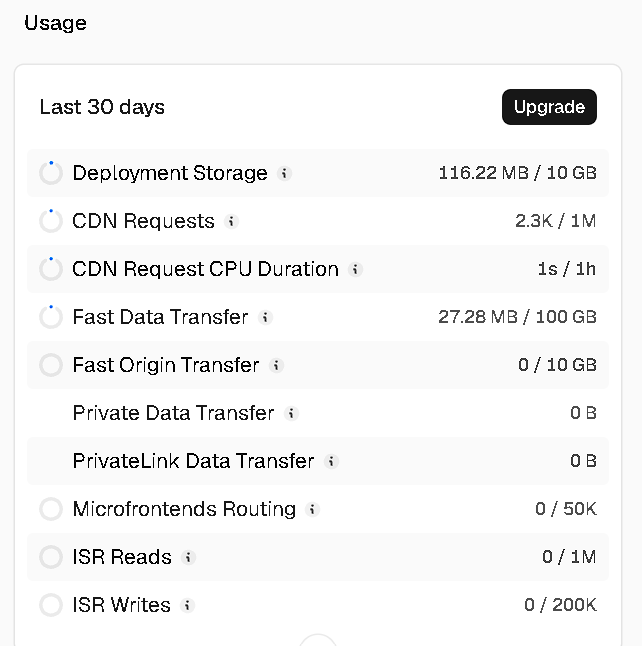 Usage
Last 30 days
Upgrade
Deployment Storage i 116.22 MB / 10 GB
CDN Requests i 2.3K / 1M
CDN Request CPU Duration i 1s / 1h
Fast Data Transfer i 27.28 MB / 100 GB
Fast Origin Transfer i 0 / 10 GB
Private Data Transfer i 0 B
PrivateLink Data Transfer i 0 B
Microfrontends Routing i 0 / 50K
ISR Reads i 0 / 1M
ISR Writes i 0 / 200K